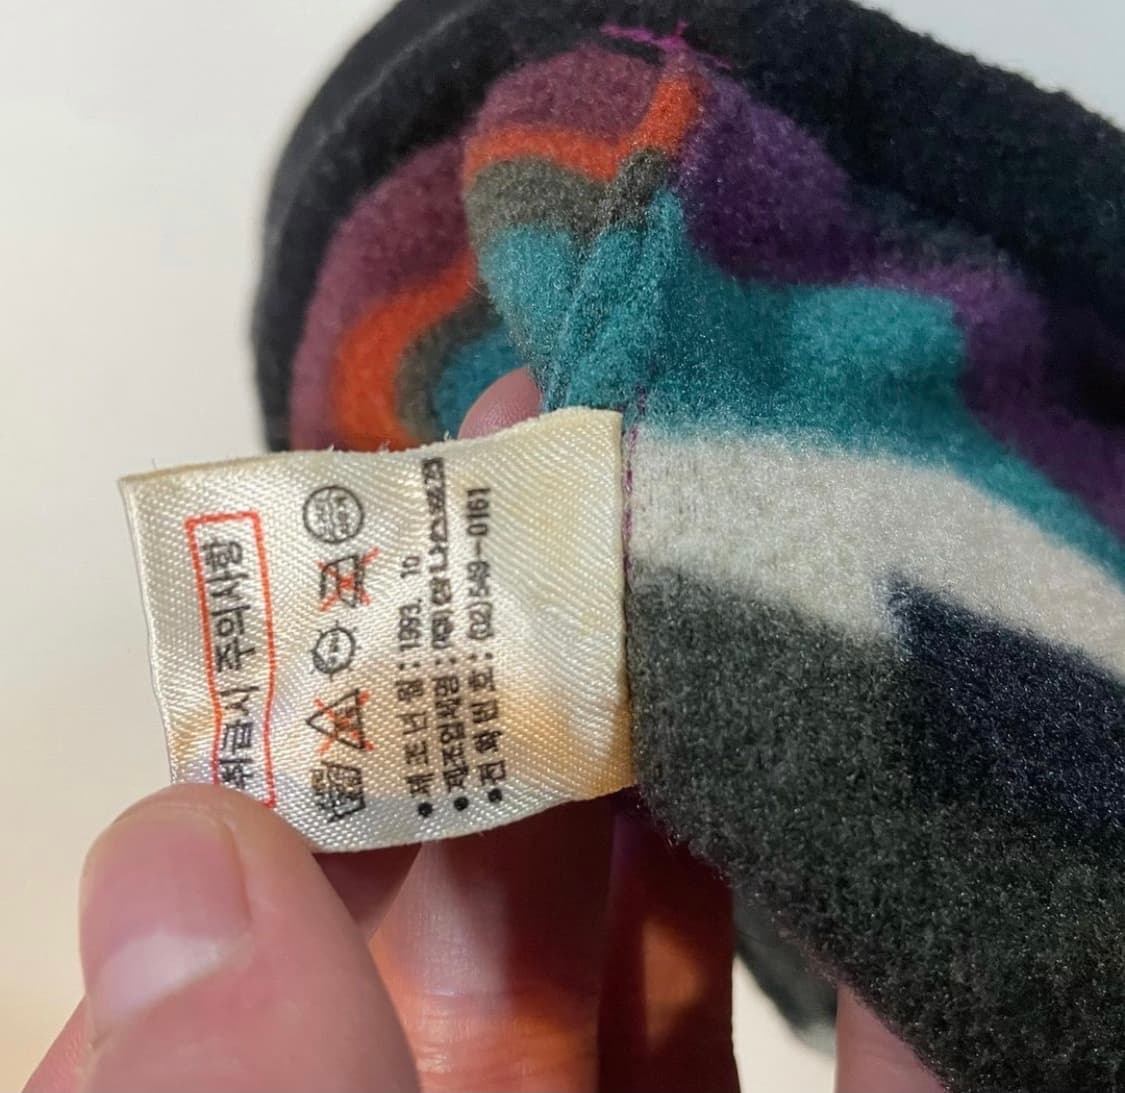 취급시 주의사항
• 제조년월 : 1993. 10
• 제조업체명 : (주)
• 전화번호 : (02) 549-0161